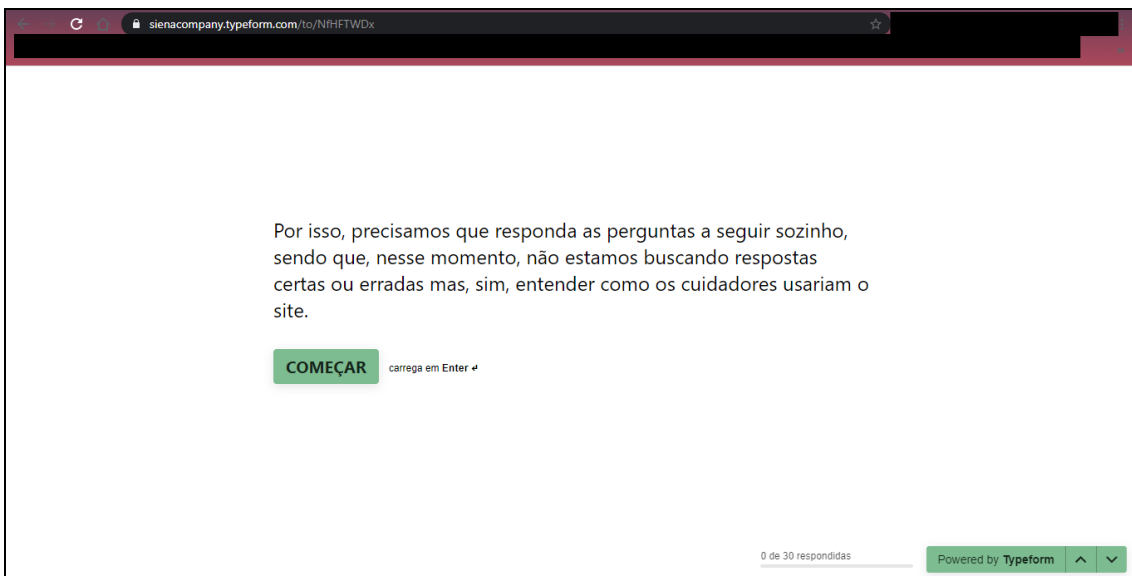 sienacompany.typeform.com/to/NfHFTWDx
Por isso, precisamos que responda as perguntas a seguir sozinho,
sendo que, nesse momento, não estamos buscando respostas
certas ou erradas mas, sim, entender como os cuidadores usariam o
site.
COMEÇAR carrega em Enter ↵
0 de 30 respondidas
Powered by Typeform